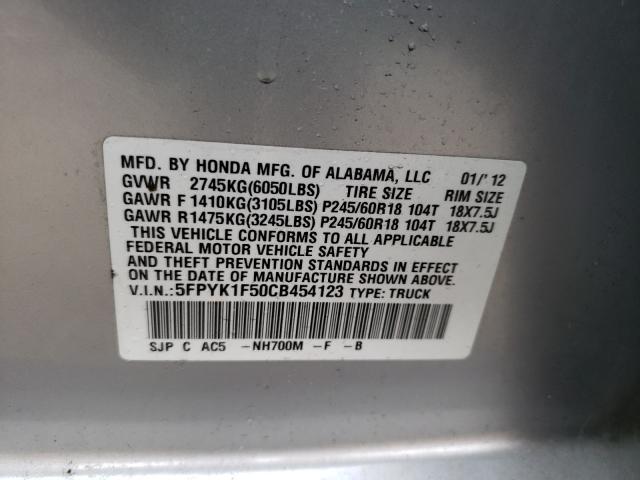 MFD. BY HONDA MFG. OF ALABAMA, LLC 01/'12
GVWR 2745KG(6050LBS) TIRE SIZE RIM SIZE
GAWR F 1410KG(3105LBS) P245/60R18 104T 18X7.5J
GAWR R1475KG(3245LBS) P245/60R18 104T 18X7.5J
THIS VEHICLE CONFORMS TO ALL APPLICABLE
FEDERAL MOTOR VEHICLE SAFETY
AND THEFT PREVENTION STANDARDS IN EFFECT
ON THE DATE OF MANUFACTURE SHOWN ABOVE.
V.I.N.:5FPYK1F50CB454123 TYPE: TRUCK
SJP C AC5 -NH700M -F -B